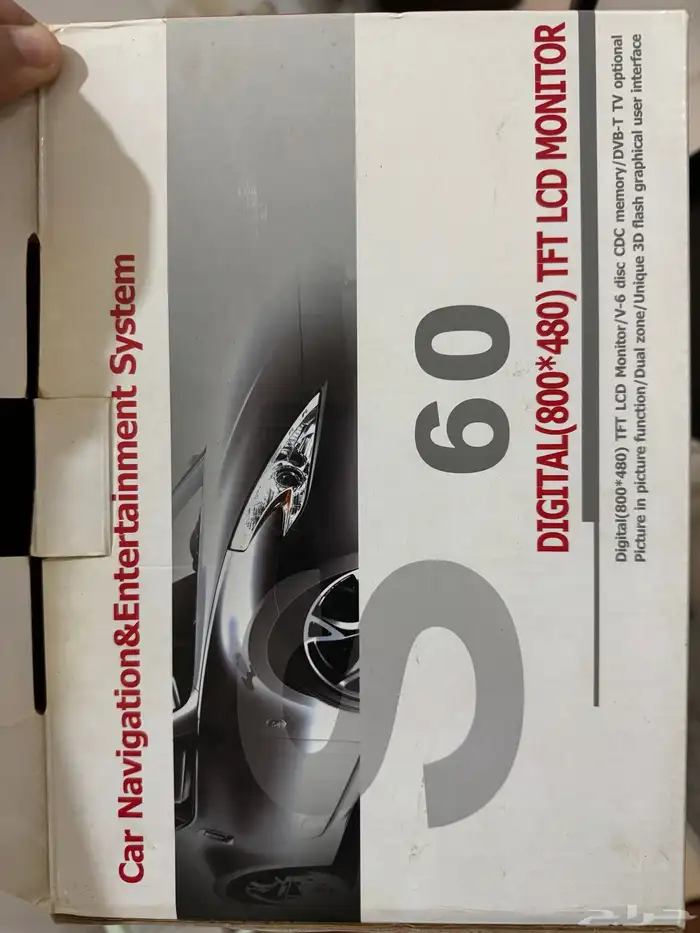 Car Navigation&Entertainment System
S 60
DIGITAL(800*480) TFT LCD MONITOR
Digital(800*480) TFT LCD Monitor/V-6 disc CDC memory/DVB-T TV optional
Picture in picture function/Dual zone/Unique 3D flash graphical user interface
حراج